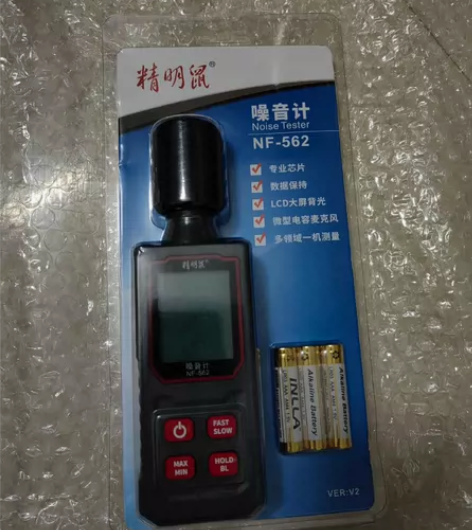 精明鼠®
噪音计
Noise Tester
NF-562
专业芯片
数据保持
LCD大屏背光
微型电容麦克风
多领域一机测量
精明鼠
噪音计
NF-562
FAST
SLOW
MAX
MIN
HOLD
BL
INLCA
Alkaline Battery
Alkaline Battery
VER:V2